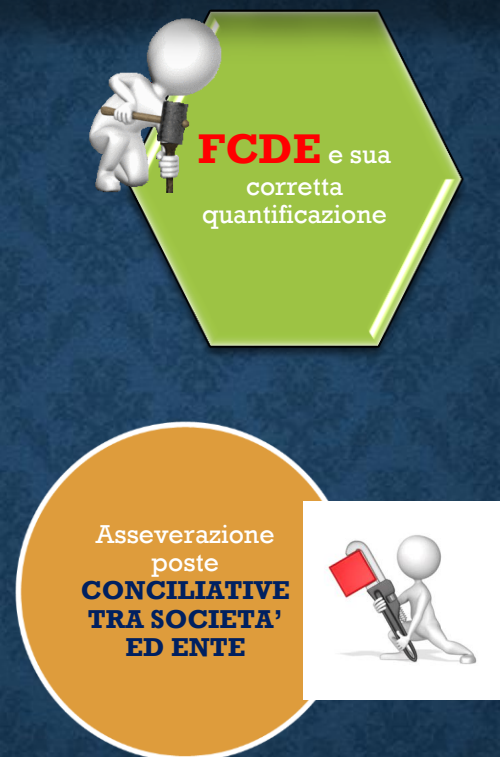 FCDE e sua
corretta
quantificazione
Asseverazione
poste
CONCILIATIVE
TRA SOCIETA’
ED ENTE